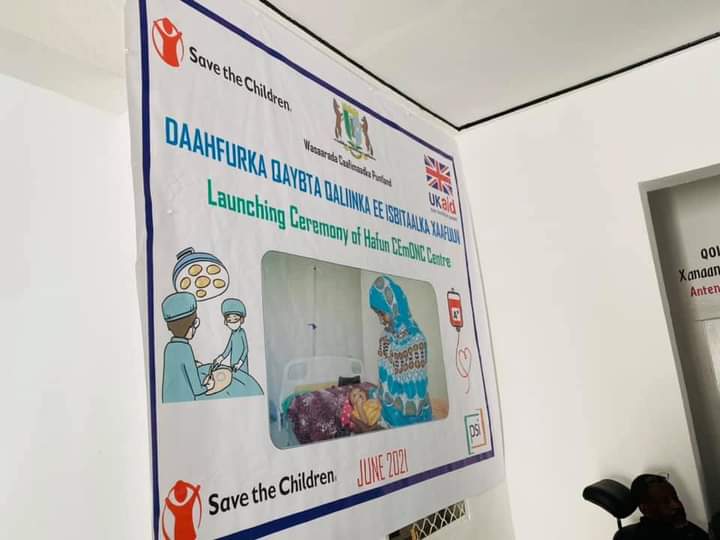 Save the Children.
Wasaarada Caafimaadka Puntland
UKaid
DAAHFURKA QAYBTA QALIINKA EE ISBITAALKA XAAFUUN
Launching Ceremony of Hafun CEmONC Centre
A+
psi
JUNE 2021
Save the Children.
QOL
Xanaan
Anten